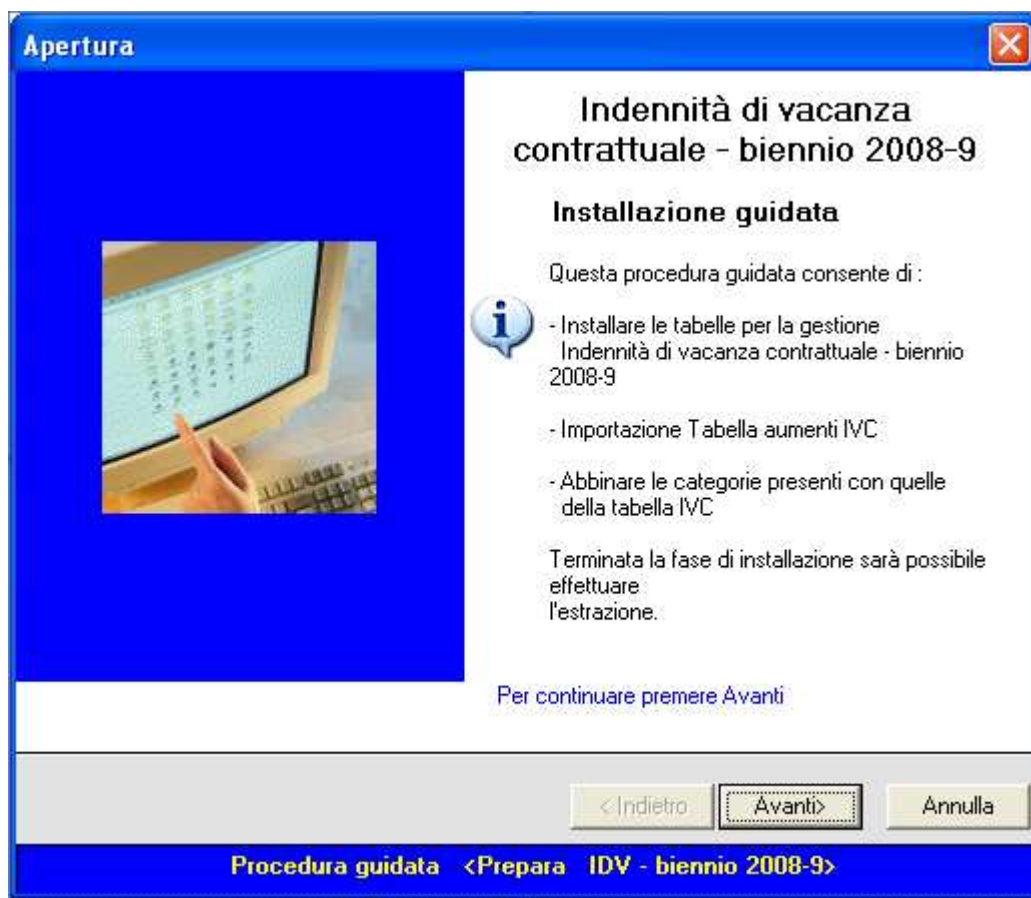 Apertura
Indennità di vacanza
contrattuale - biennio 2008-9
Installazione guidata
Questa procedura guidata consente di :
- Installare le tabelle per la gestione
Indennità di vacanza contrattuale - biennio
2008-9
- Importazione Tabella aumenti IVC
- Abbinare le categorie presenti con quelle
della tabella IVC
Terminata la fase di installazione sarà possibile
effettuare
l'estrazione.
Per continuare premere Avanti
< Indietro
Avanti>
Annulla
Procedura guidata <Prepara IDV - biennio 2008-9>